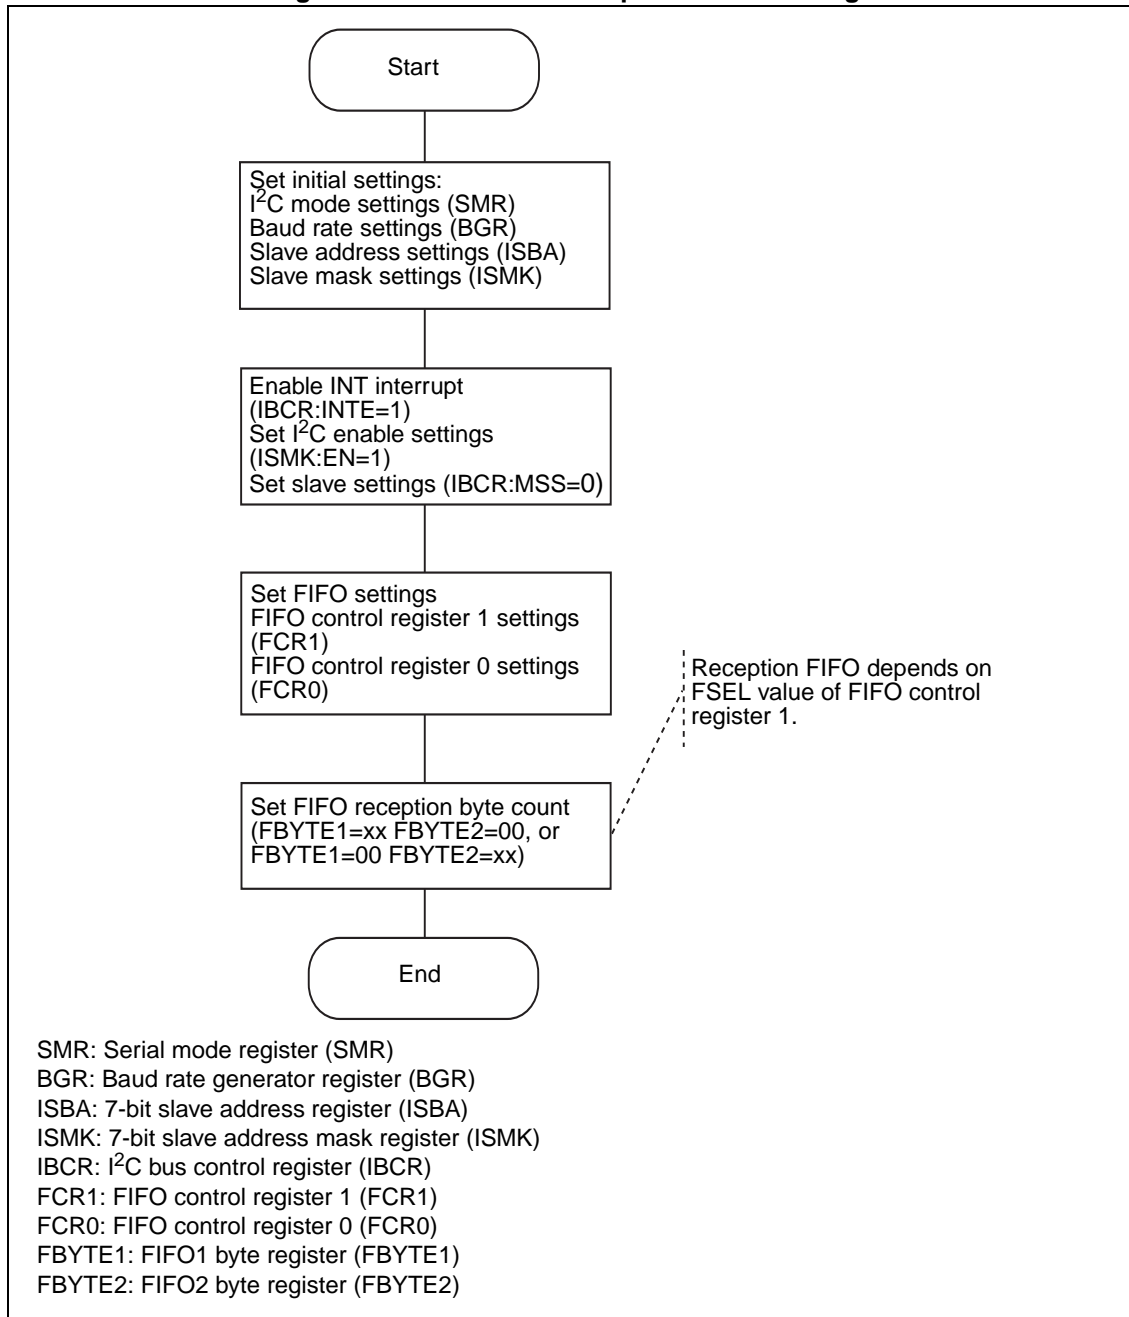 Start
Set initial settings:
I²C mode settings (SMR)
Baud rate settings (BGR)
Slave address settings (ISBA)
Slave mask settings (ISMK)
Enable INT interrupt
(IBCR:INTE=1)
Set I²C enable settings
(ISMK:EN=1)
Set slave settings (IBCR:MSS=0)
Set FIFO settings
FIFO control register 1 settings
(FCR1)
FIFO control register 0 settings
(FCR0)
Reception FIFO depends on
FSEL value of FIFO control
register 1.
Set FIFO reception byte count
(FBYTE1=xx FBYTE2=00, or
FBYTE1=00 FBYTE2=xx)
End
SMR: Serial mode register (SMR)
BGR: Baud rate generator register (BGR)
ISBA: 7-bit slave address register (ISBA)
ISMK: 7-bit slave address mask register (ISMK)
IBCR: I²C bus control register (IBCR)
FCR1: FIFO control register 1 (FCR1)
FCR0: FIFO control register 0 (FCR0)
FBYTE1: FIFO1 byte register (FBYTE1)
FBYTE2: FIFO2 byte register (FBYTE2)